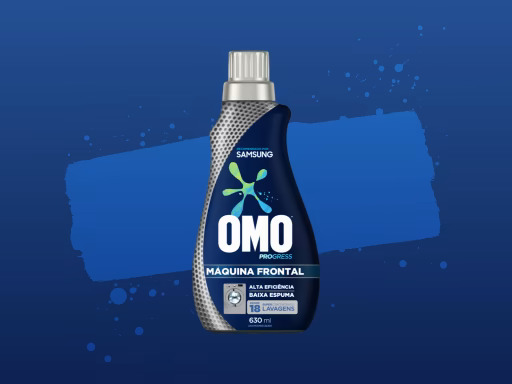 SAMSUNG
OMO
PROGRESS
MÁQUINA FRONTAL
ALTA EFICIÊNCIA
BAIXA ESPUMA
18 LAVAGENS
630 ml